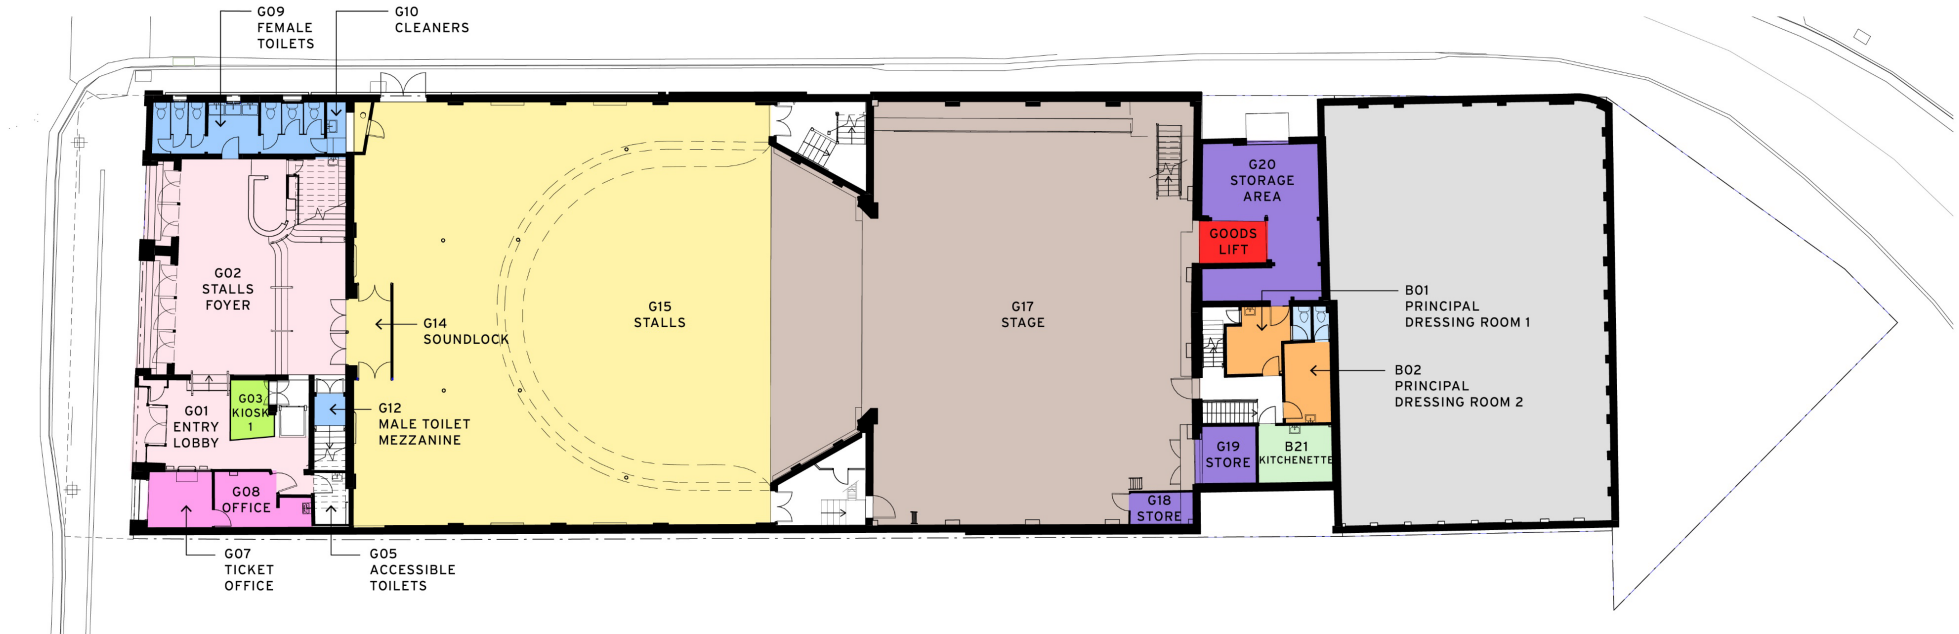 G09
FEMALE
TOILETS
G10
CLEANERS
G02
STALLS
FOYER
G14
SOUNDLOCK
G15
STALLS
G17
STAGE
G20
STORAGE
AREA
GOODS
LIFT
B01
PRINCIPAL
DRESSING ROOM 1
B02
PRINCIPAL
DRESSING ROOM 2
G01
ENTRY
LOBBY
G03
KIOSK
1
G12
MALE TOILET
MEZZANINE
G19
STORE
B21
KITCHENETTE
G08
OFFICE
G18
STORE
G07
TICKET
OFFICE
G05
ACCESSIBLE
TOILETS